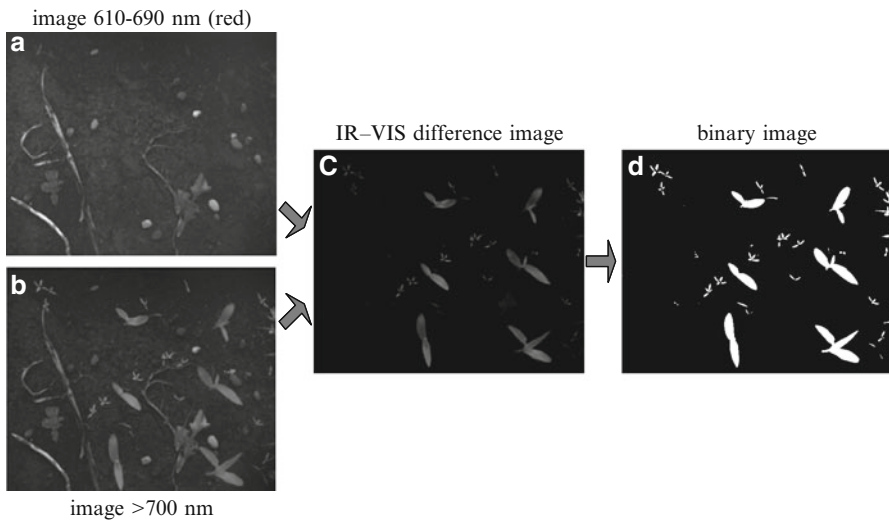 image 610-690 nm (red)
a
IR–VIS difference image
binary image
C
d
b
image >700 nm